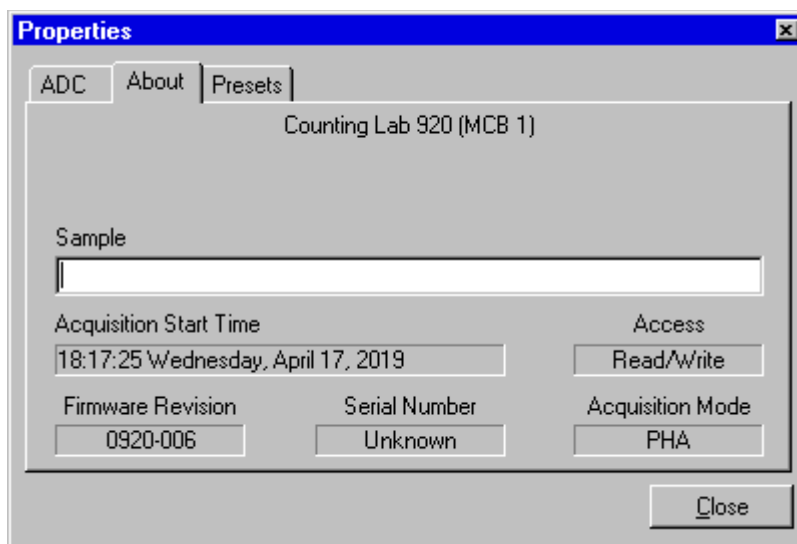 Properties
ADC About Presets
Counting Lab 920 (MCB 1)
Sample
Acquisition Start Time Access
18:17:25 Wednesday, April 17, 2019 Read/Write
Firmware Revision Serial Number Acquisition Mode
0920-006 Unknown PHA
Close